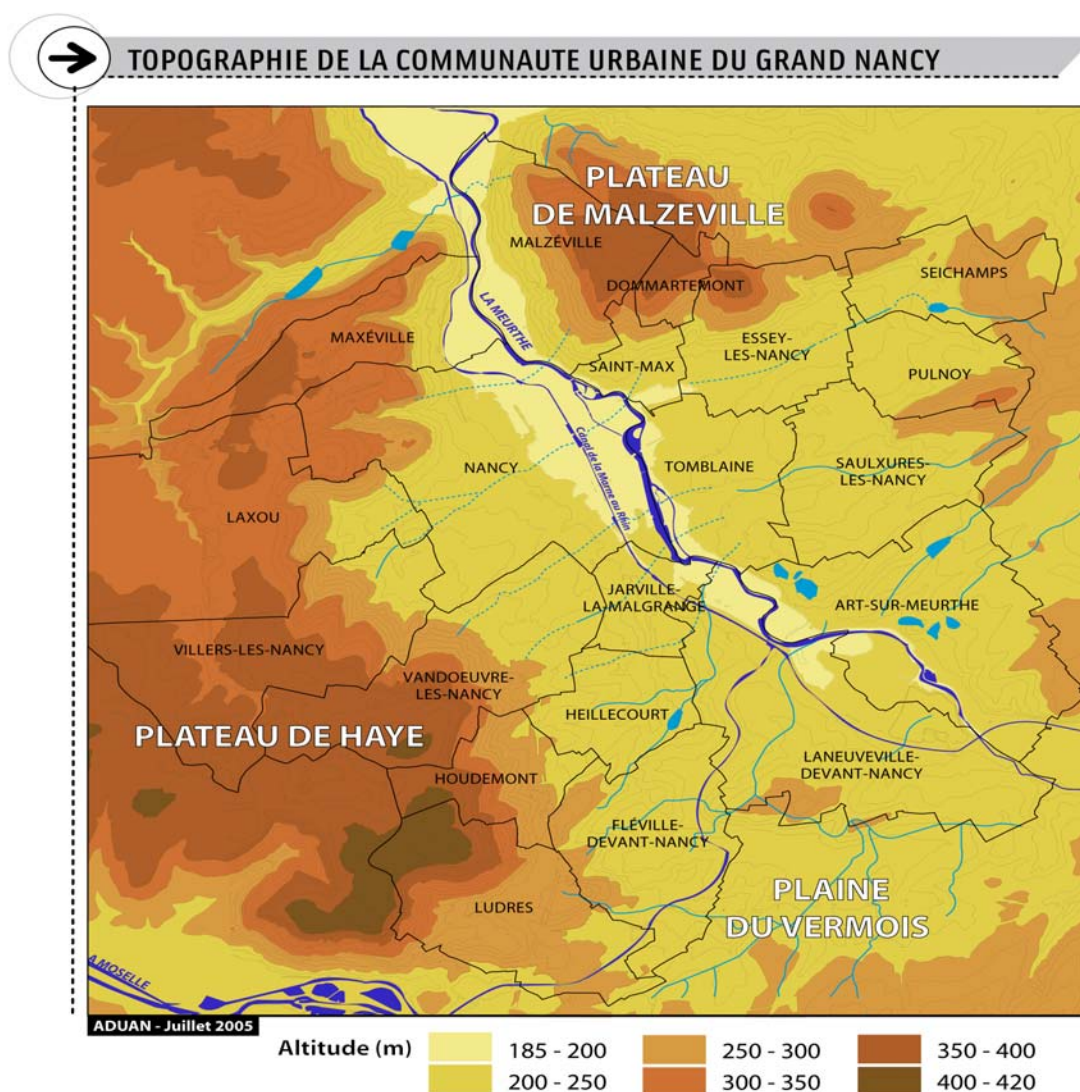 TOPOGRAPHIE DE LA COMMUNAUTE URBAINE DU GRAND NANCY
PLATEAU
DE MALZEVILLE
MALZÉVILLE
SEICHAMPS
DOMMARTEMONT
LA MEURTHE
MAXÉVILLE
ESSEY-
LES-NANCY
SAINT-MAX
PULNOY
NANCY
Canal de la Marne au Rhin
TOMBLAINE
SAULXURES-
LES-NANCY
LAXOU
JARVILLE-
LA-MALGRANGE
ART-SUR-MEURTHE
VILLERS-LES-NANCY
VANDOEUVRE-
LES-NANCY
HEILLECOURT
PLATEAU DE HAYE
LANEUVEVILLE-
DEVANT-NANCY
HOUDEMONT
FLÉVILLE-
DEVANT-NANCY
PLAINE
DU VERMOIS
LUDRES
A MOSELLE
ADUAN - Juillet 2005
Altitude (m)
185 - 200
250 - 300
350 - 400
200 - 250
300 - 350
400 - 420